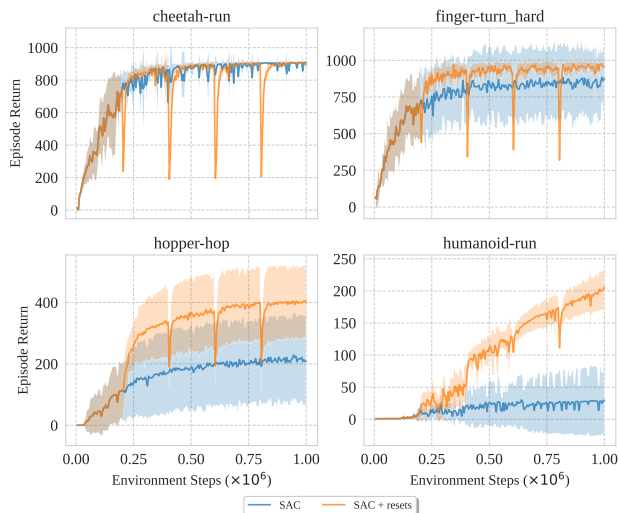 cheetah-run
finger-turn_hard
Episode Return
1000
800
600
400
200
0
1000
750
500
250
0
hopper-hop
humanoid-run
Episode Return
400
200
0
250
200
150
100
50
0
0.00 0.25 0.50 0.75 1.00
0.00 0.25 0.50 0.75 1.00
Environment Steps (×10⁶)
Environment Steps (×10⁶)
SAC SAC + resets